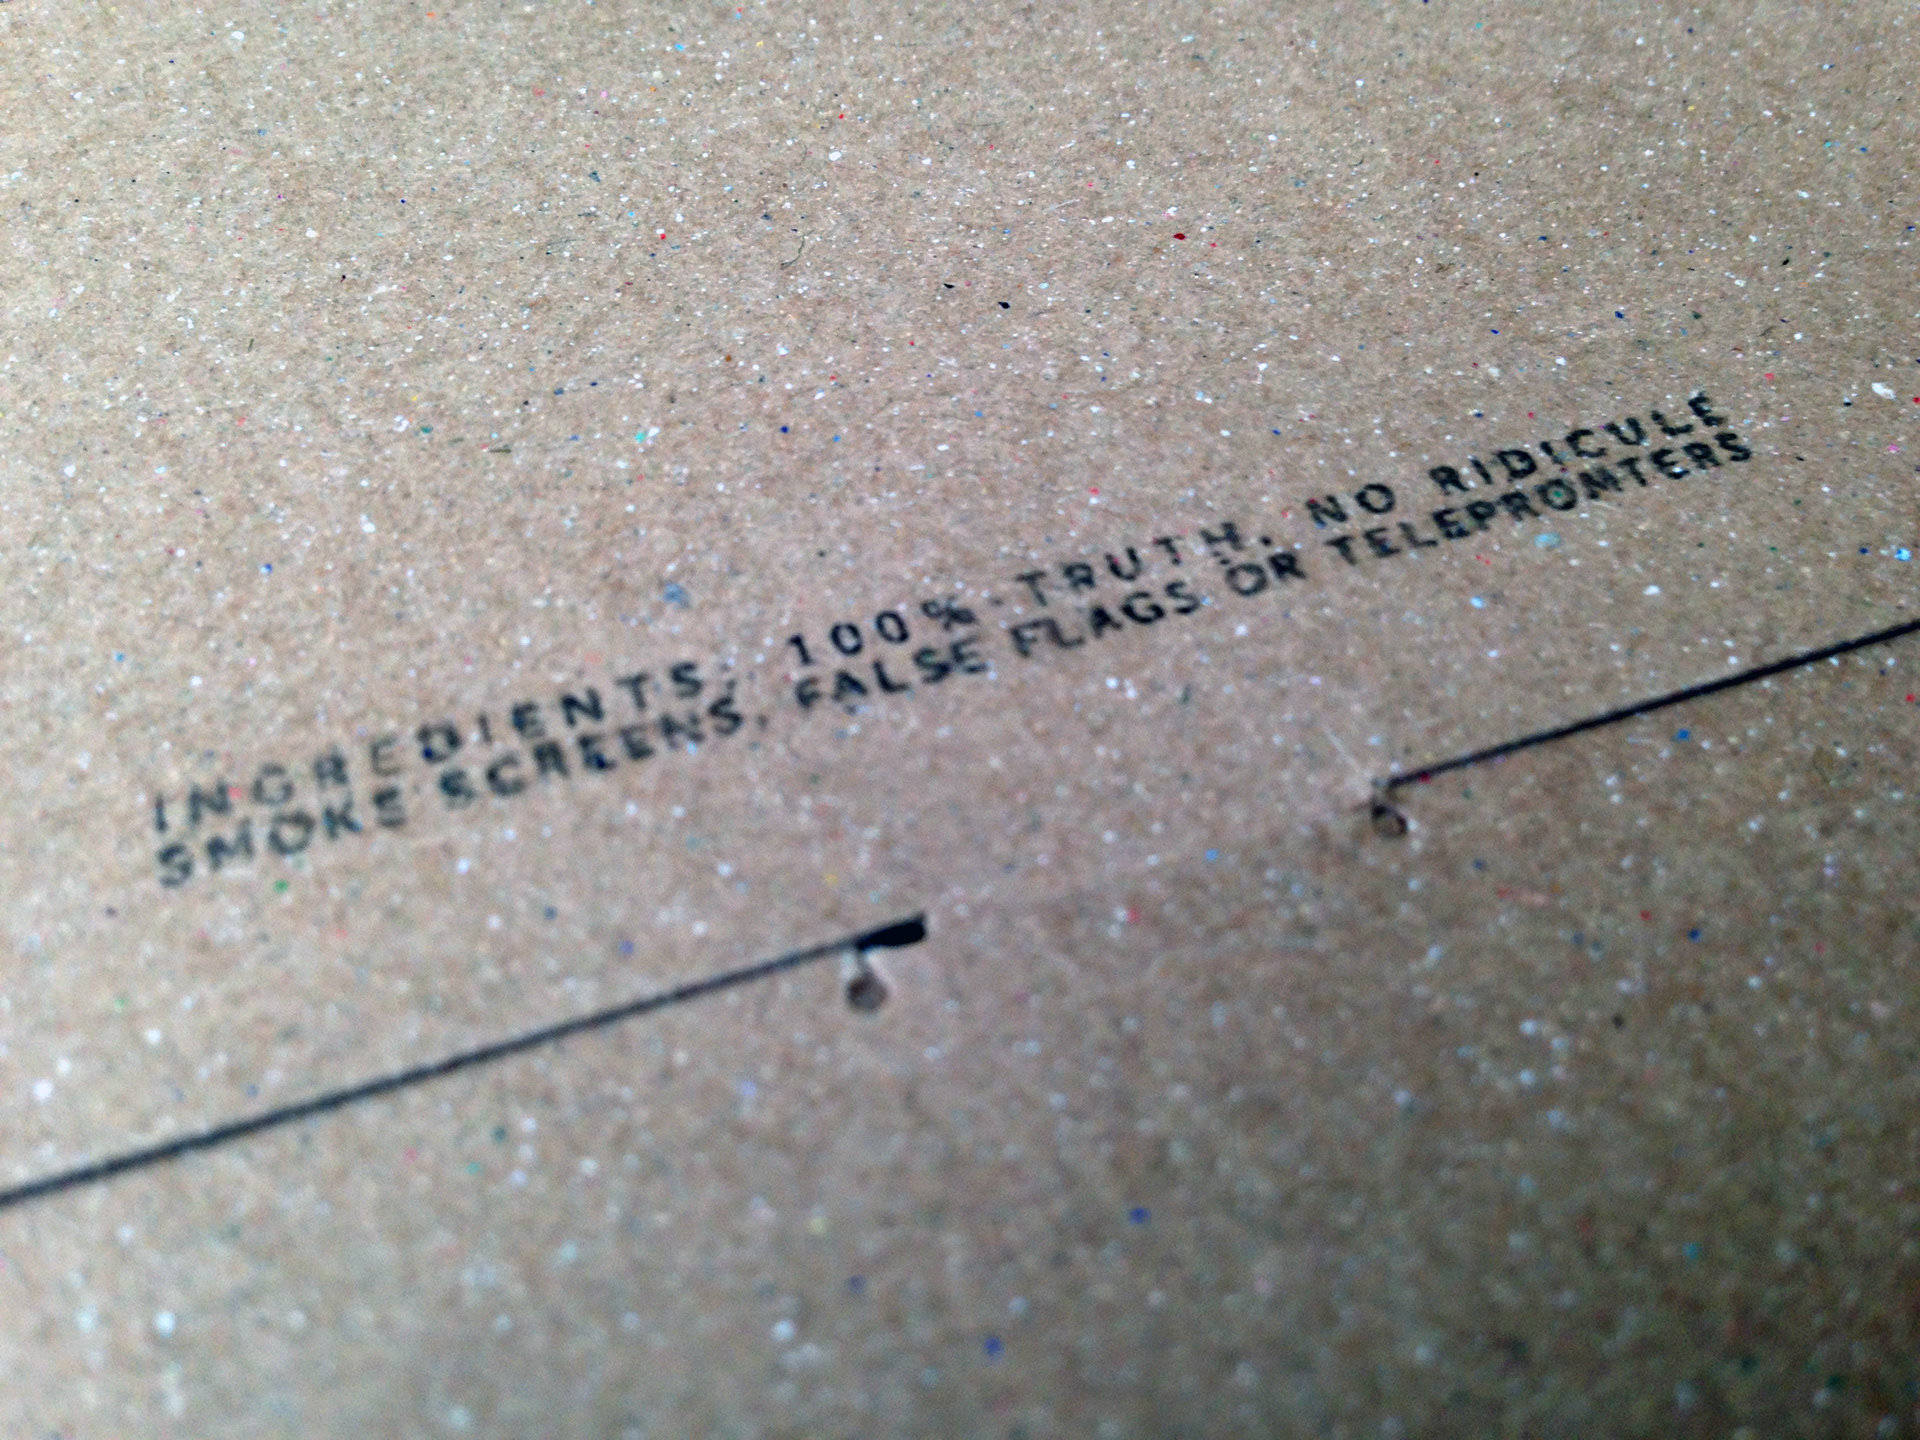 INGREDIENTS: 100% TRUTH. NO RIDICULE
SMOKE SCREENS, FALSE FLAGS OR TELEPROMTERS